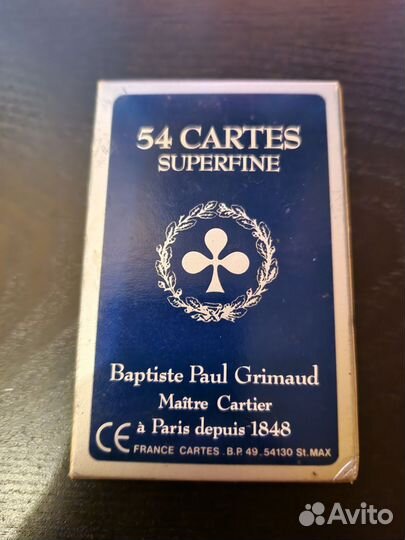 54 CARTES
SUPERFINE
Baptiste Paul Grimaud
Maître Cartier
à Paris depuis 1848
CE
FRANCE CARTES . B.P. 49 . 54130 St. MAX
Avito